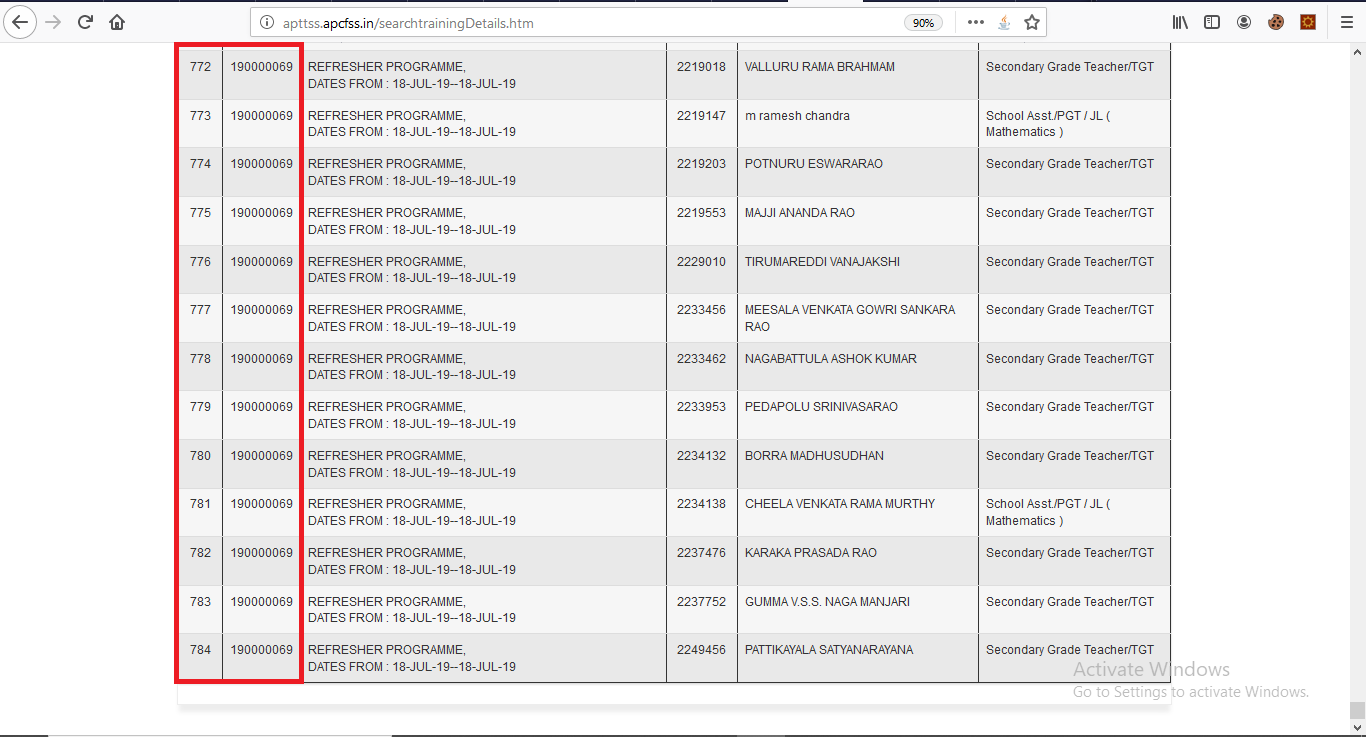 apttss.apcfss.in/searchtrainingDetails.htm 90%
772 190000069 REFRESHER PROGRAMME, 2219018 VALLURU RAMA BRAHMAM Secondary Grade Teacher/TGT
DATES FROM : 18-JUL-19--18-JUL-19
773 190000069 REFRESHER PROGRAMME, 2219147 m ramesh chandra School Asst./PGT / JL (
DATES FROM : 18-JUL-19--18-JUL-19 Mathematics )
774 190000069 REFRESHER PROGRAMME, 2219203 POTNURU ESWARARAO Secondary Grade Teacher/TGT
DATES FROM : 18-JUL-19--18-JUL-19
775 190000069 REFRESHER PROGRAMME, 2219553 MAJJI ANANDA RAO Secondary Grade Teacher/TGT
DATES FROM : 18-JUL-19--18-JUL-19
776 190000069 REFRESHER PROGRAMME, 2229010 TIRUMAREDDI VANAJAKSHI Secondary Grade Teacher/TGT
DATES FROM : 18-JUL-19--18-JUL-19
777 190000069 REFRESHER PROGRAMME, 2233456 MEESALA VENKATA GOWRI SANKARA Secondary Grade Teacher/TGT
DATES FROM : 18-JUL-19--18-JUL-19 RAO
778 190000069 REFRESHER PROGRAMME, 2233462 NAGABATTULA ASHOK KUMAR Secondary Grade Teacher/TGT
DATES FROM : 18-JUL-19--18-JUL-19
779 190000069 REFRESHER PROGRAMME, 2233953 PEDAPOLU SRINIVASARAO Secondary Grade Teacher/TGT
DATES FROM : 18-JUL-19--18-JUL-19
780 190000069 REFRESHER PROGRAMME, 2234132 BORRA MADHUSUDHAN Secondary Grade Teacher/TGT
DATES FROM : 18-JUL-19--18-JUL-19
781 190000069 REFRESHER PROGRAMME, 2234138 CHEELA VENKATA RAMA MURTHY School Asst./PGT / JL (
DATES FROM : 18-JUL-19--18-JUL-19 Mathematics )
782 190000069 REFRESHER PROGRAMME, 2237476 KARAKA PRASADA RAO Secondary Grade Teacher/TGT
DATES FROM : 18-JUL-19--18-JUL-19
783 190000069 REFRESHER PROGRAMME, 2237752 GUMMA V.S.S. NAGA MANJARI Secondary Grade Teacher/TGT
DATES FROM : 18-JUL-19--18-JUL-19
784 190000069 REFRESHER PROGRAMME, 2249456 PATTIKAYALA SATYANARAYANA Secondary Grade Teacher/TGT
DATES FROM : 18-JUL-19--18-JUL-19
Activate Windows
Go to Settings to activate Windows.